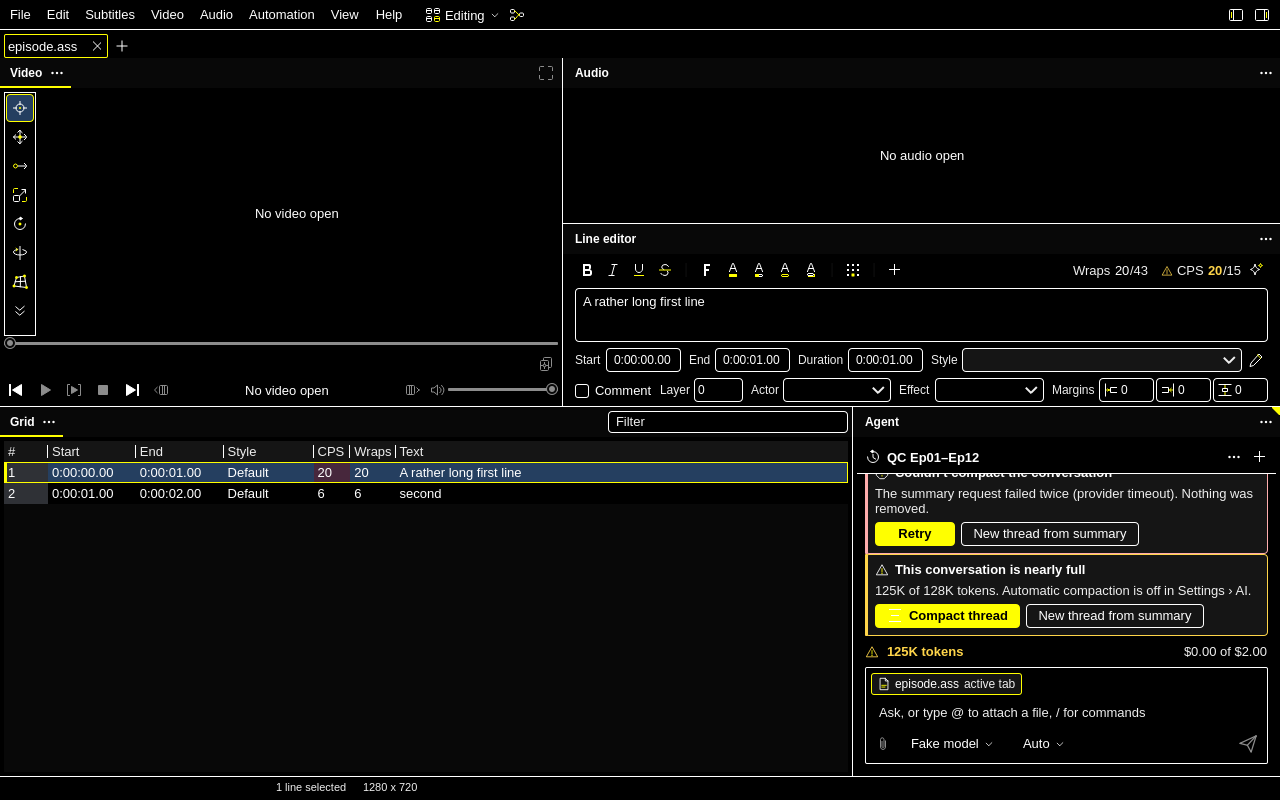 File Edit Subtitles Video Audio Automation View Help Editing
episode.ass
Video
Audio
No video open
No audio open
Line editor
B I U S F A A A A Wraps 20/43 CPS 20/15
A rather long first line
Start 0:00:00.00 End 0:00:01.00 Duration 0:00:01.00 Style
Comment Layer 0 Actor Effect Margins 0 0 0
No video open
Grid
Filter
# Start End Style CPS Wraps Text
1 0:00:00.00 0:00:01.00 Default 20 20 A rather long first line
2 0:00:01.00 0:00:02.00 Default 6 6 second
Agent
QC Ep01–Ep12
Couldn't compact the conversation
The summary request failed twice (provider timeout). Nothing was
removed.
Retry New thread from summary
This conversation is nearly full
125K of 128K tokens. Automatic compaction is off in Settings › AI.
Compact thread New thread from summary
125K tokens $0.00 of $2.00
episode.ass active tab
Ask, or type @ to attach a file, / for commands
Fake model Auto
1 line selected 1280 x 720